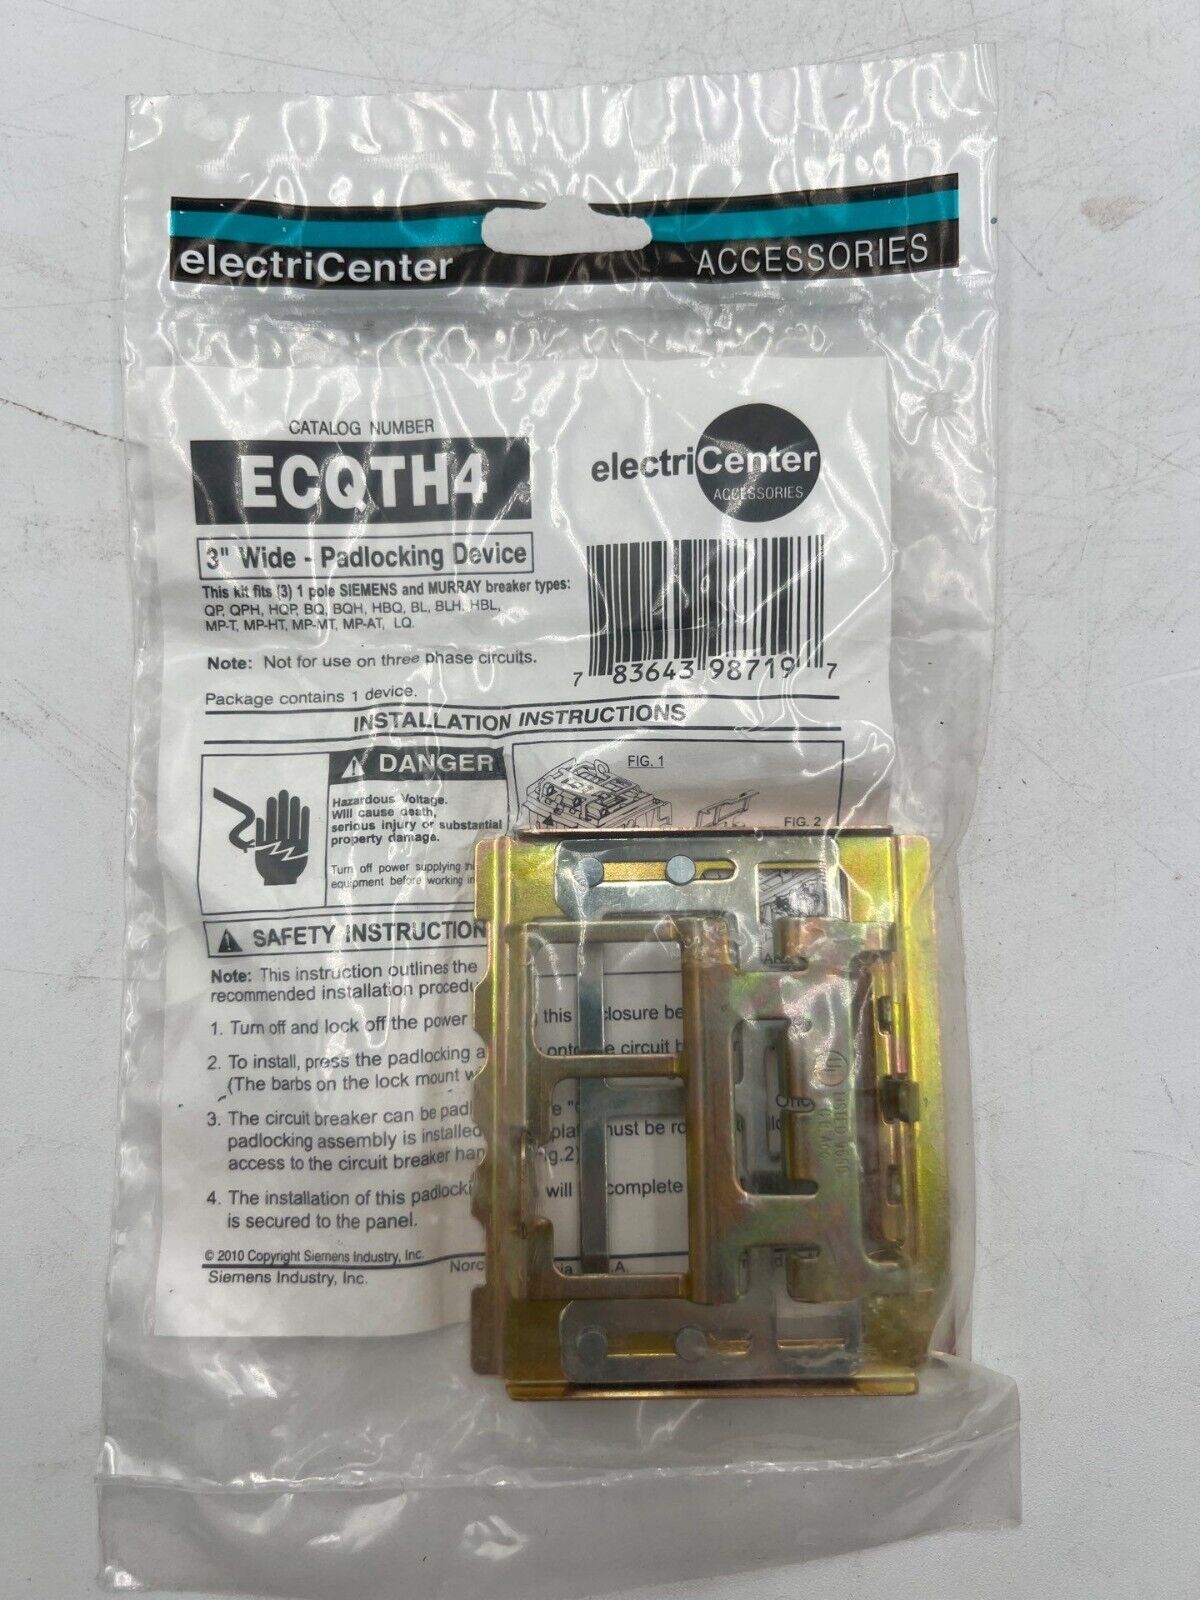 electriCenter ACCESSORIES
CATALOG NUMBER
ECQTH4
3" Wide - Padlocking Device
This kit fits (3) 1 pole SIEMENS and MURRAY breaker types:
QP, QPH, HQP, BQ, BQH, HBQ, BL, BLH, HBL,
MP-T, MP-HT, MP-MT, MP-AT, LQ
Note: Not for use on three phase circuits.
Package contains 1 device.
electriCenter
ACCESSORIES
7 83643 98719 7
INSTALLATION INSTRUCTIONS
DANGER
Hazardous Voltage.
Will cause death,
serious injury or substantial
property damage.
Turn off power supplying
equipment before working
FIG. 1
FIG. 2
SAFETY INSTRUCTION
Note: This instruction outlines the
recommended installation
1. Turn off and lock off the power this
2. To install, press the padlocking circuit
(The barbs on the lock mount
3. The circuit breaker can be
padlocking assembly is installed must be
access to the circuit breaker
4. The installation of this will complete
is secured to the panel.
© 2010 Copyright Siemens Industry, Inc.
Siemens Industry, Inc.
UL
LISTED